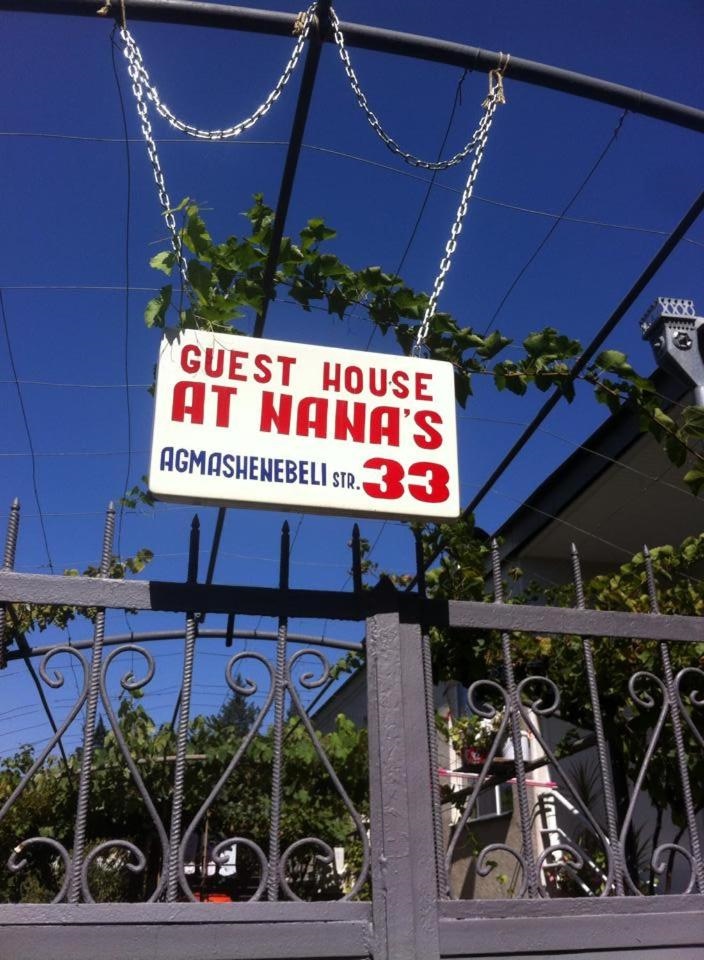 GUEST HOUSE
AT NANA'S
AGMASHENEBELI STR. 33